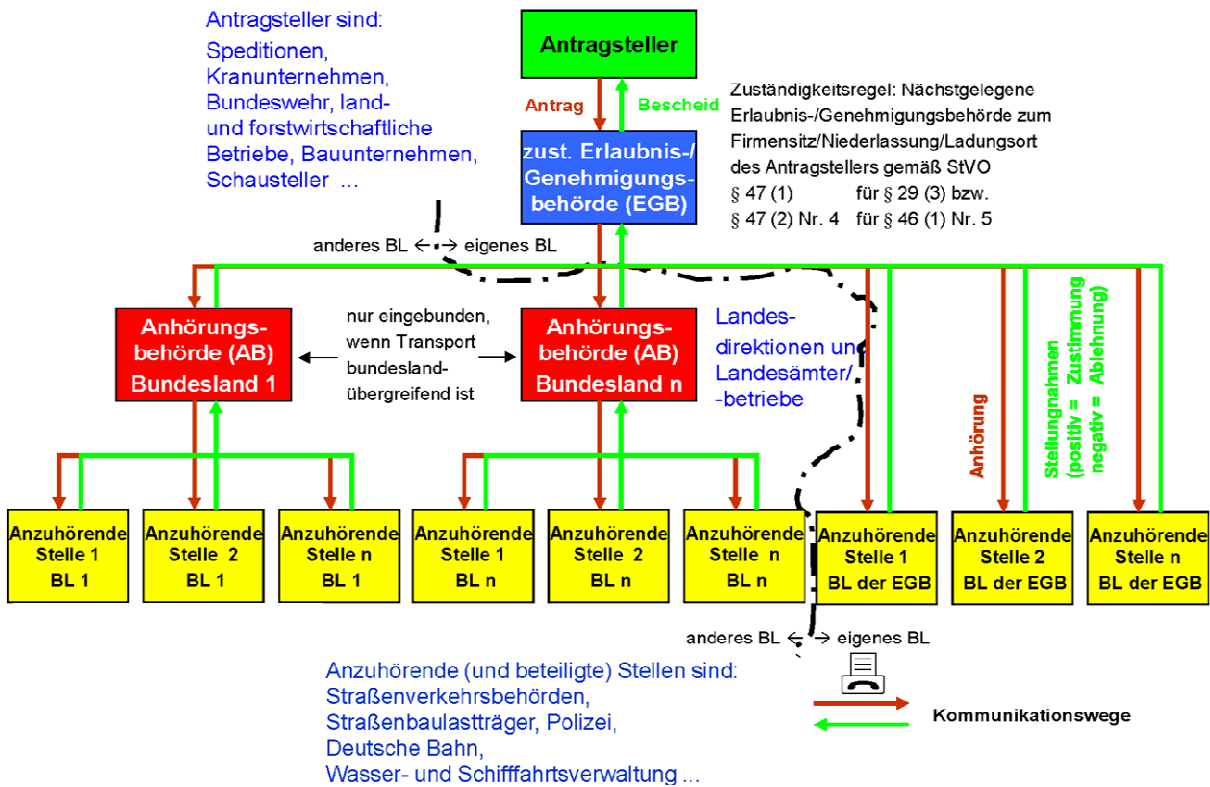 Antragsteller sind:
Speditionen,
Kranunternehmen,
Bundeswehr, land-
und forstwirtschaftliche
Betriebe, Bauunternehmen,
Schausteller ...
Antragsteller
Antrag
Bescheid
zust. Erlaubnis-/
Genehmigungs-
behörde (EGB)
Zuständigkeitsregel: Nächstgelegene
Erlaubnis-/Genehmigungsbehörde zum
Firmensitz/Niederlassung/Ladungsort
des Antragstellers gemäß StVO
§ 47 (1) für § 29 (3) bzw.
§ 47 (2) Nr. 4 für § 46 (1) Nr. 5
anderes BL ←→ eigenes BL
Anhörungs-
behörde (AB)
Bundesland 1
nur eingebunden,
wenn Transport
bundesland-
übergreifend ist
Anhörungs-
behörde (AB)
Bundesland n
Landes-
direktionen und
Landesämter/
-betriebe
Anhörung
Stellungnahmen
(positiv = Zustimmung
negativ = Ablehnung)
Anzuhörende
Stelle 1
BL 1
Anzuhörende
Stelle 2
BL 1
Anzuhörende
Stelle n
BL 1
Anzuhörende
Stelle 1
BL n
Anzuhörende
Stelle 2
BL n
Anzuhörende
Stelle n
BL n
Anzuhörende
Stelle 1
BL der EGB
Anzuhörende
Stelle 2
BL der EGB
Anzuhörende
Stelle n
BL der EGB
anderes BL ←→ eigenes BL
Anzuhörende (und beteiligte) Stellen sind:
Straßenverkehrsbehörden,
Straßenbaulastträger, Polizei,
Deutsche Bahn,
Wasser- und Schifffahrtsverwaltung ...
Kommunikationswege